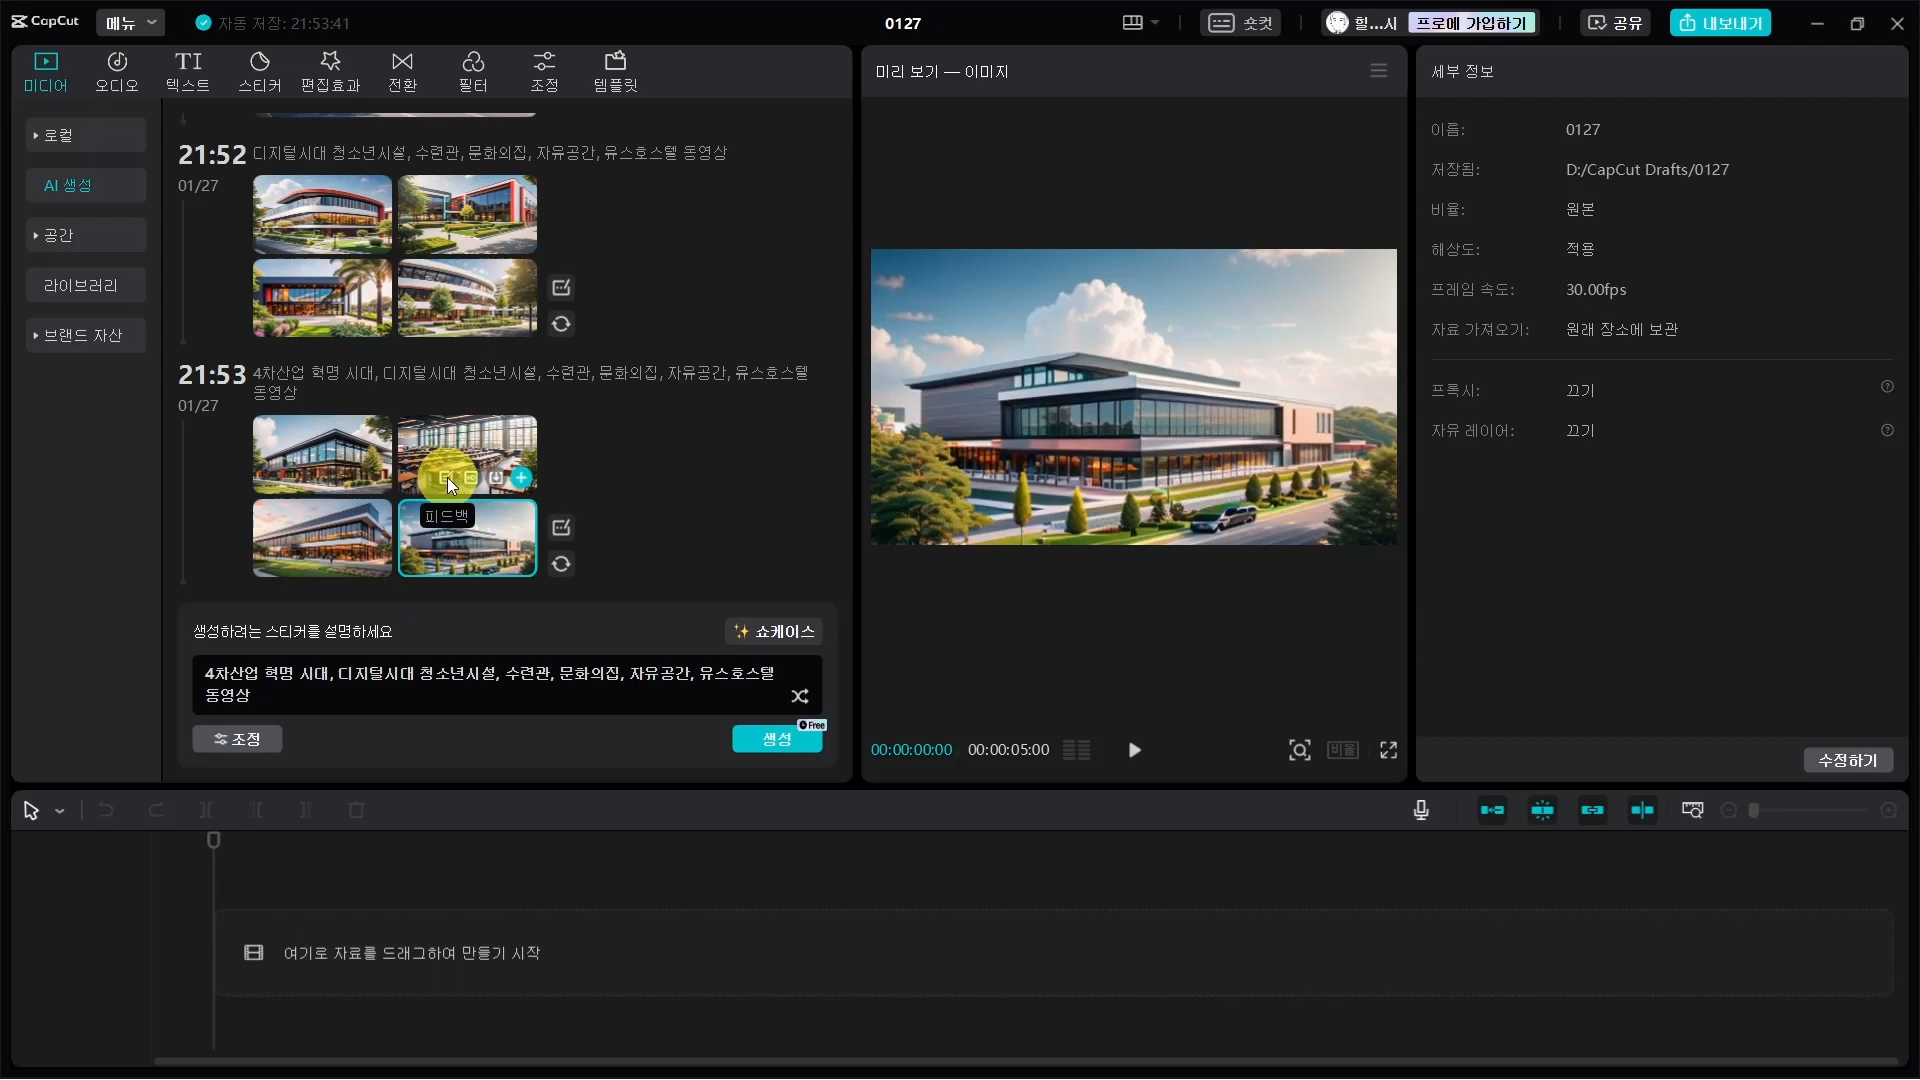 CapCut
메뉴
자동 저장: 21:53:41
0127
숏컷
힐...시
프로에 가입하기
공유
내보내기
미디어
오디오
텍스트
스티커
편집효과
전환
필터
조정
템플릿
로컬
AI 생성
공간
라이브러리
브랜드 자산
21:52
01/27
디지털시대 청소년시설, 수련관, 문화의집, 자유공간, 유스호스텔 동영상
21:53
01/27
4차산업 혁명 시대, 디지털시대 청소년시설, 수련관, 문화의집, 자유공간, 유스호스텔
동영상
피드백
생성하려는 스티커를 설명하세요
쇼케이스
4차산업 혁명 시대, 디지털시대 청소년시설, 수련관, 문화의집, 자유공간, 유스호스텔
동영상
조정
Free
생성
미리 보기 — 이미지
00:00:00:00
00:00:05:00
비율
세부 정보
이름: 0127
저장됨: D:/CapCut Drafts/0127
비율: 원본
해상도: 적용
프레임 속도: 30.00fps
자료 가져오기: 원래 장소에 보관
프록시: 끄기
자유 레이어: 끄기
수정하기
여기로 자료를 드래그하여 만들기 시작